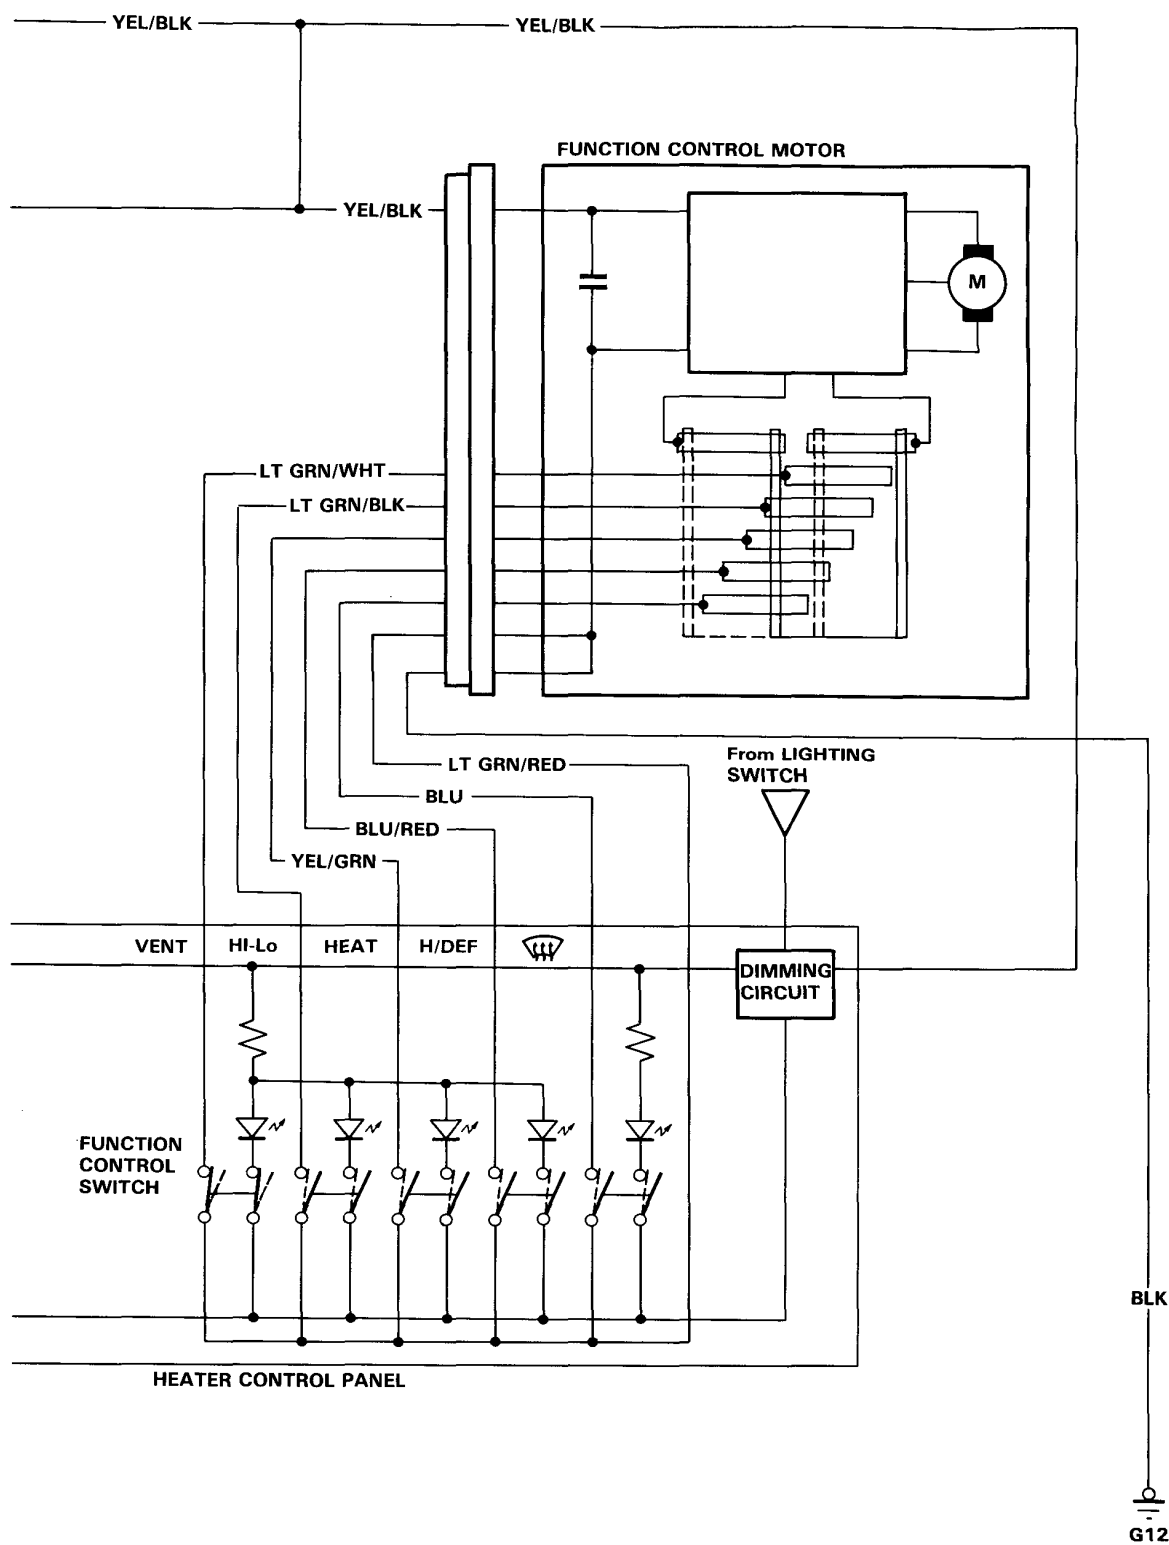 YEL/BLK
YEL/BLK
FUNCTION CONTROL MOTOR
YEL/BLK
M
LT GRN/WHT
LT GRN/BLK
From LIGHTING
SWITCH
LT GRN/RED
BLU
BLU/RED
YEL/GRN
VENT
HI-Lo
HEAT
H/DEF
DIMMING
CIRCUIT
FUNCTION
CONTROL
SWITCH
BLK
HEATER CONTROL PANEL
G12